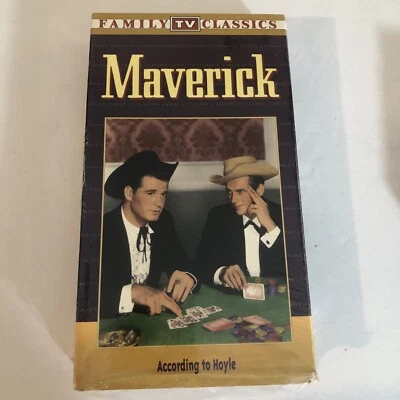 FAMILY TV CLASSICS
Maverick
According to Hoyle